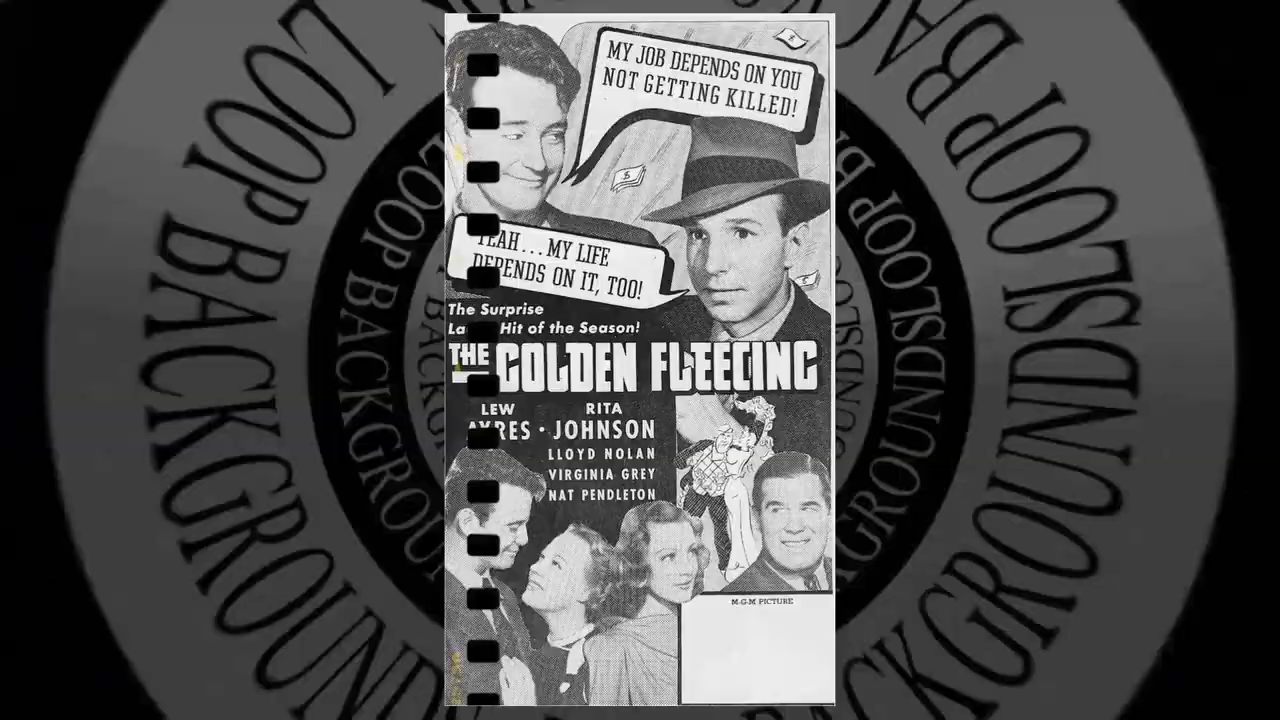 MY JOB DEPENDS ON YOU
NOT GETTING KILLED!
YEAH...MY LIFE
DEPENDS ON IT, TOO!
The Surprise
Hit of the Season!
THE GOLDEN FLEECING
LEW AYRES · RITA JOHNSON
LLOYD NOLAN
VIRGINIA GREY
NAT PENDLETON
M-G-M PICTURE
LOOP BACKGROUNDS
LOOP BACKGROUNDS
LOOP BACKGROUNDS